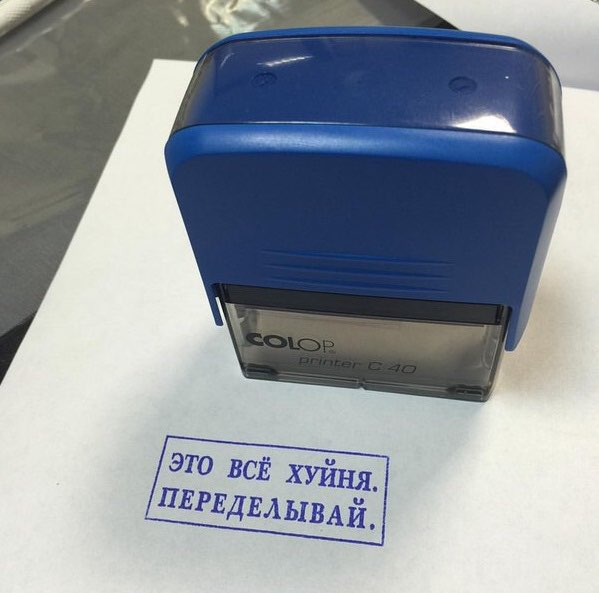 COLOP
printer C 40
ЭТО ВСЁ ХУЙНЯ.
ПЕРЕДЕЛЫВАЙ.